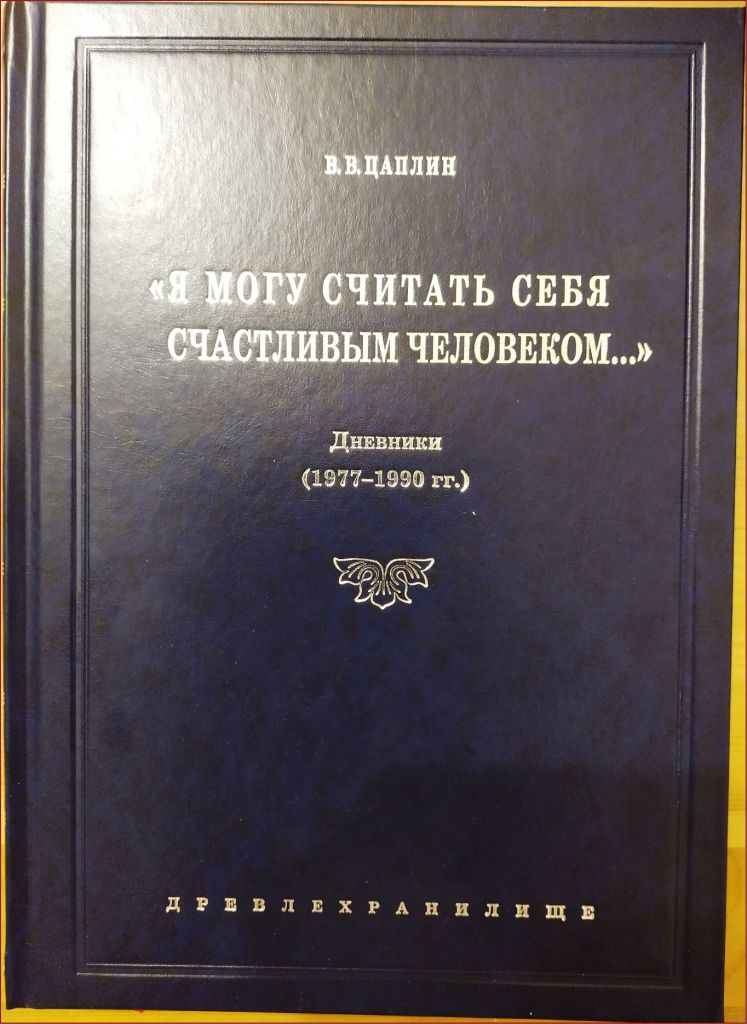 В. В. ЦАПЛИН
«Я МОГУ СЧИТАТЬ СЕБЯ
СЧАСТЛИВЫМ ЧЕЛОВЕКОМ...»
ДНЕВНИКИ
(1977–1990 гг.)
ДРЕВЛЕХРАНИЛИЩЕ